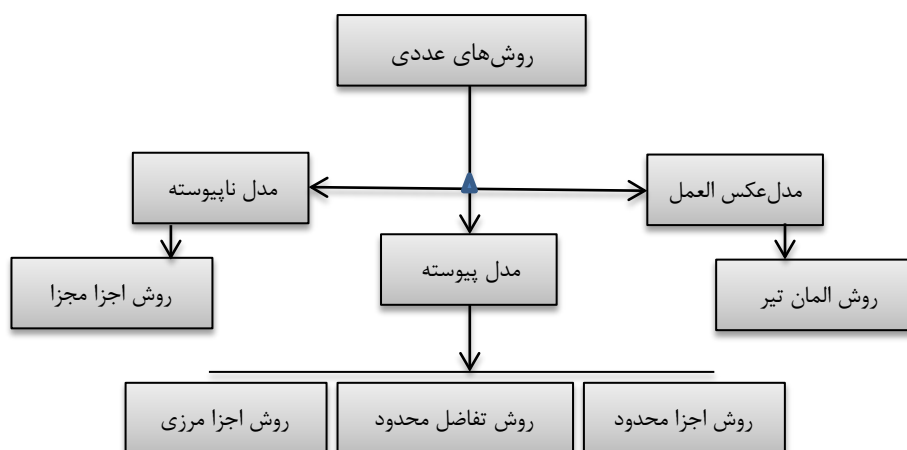 روش‌های عددی
مدل عکس العمل
مدل ناپیوسته
مدل پیوسته
روش المان تیر
روش اجزا مجزا
روش اجزا محدود
روش تفاضل محدود
روش اجزا مرزی